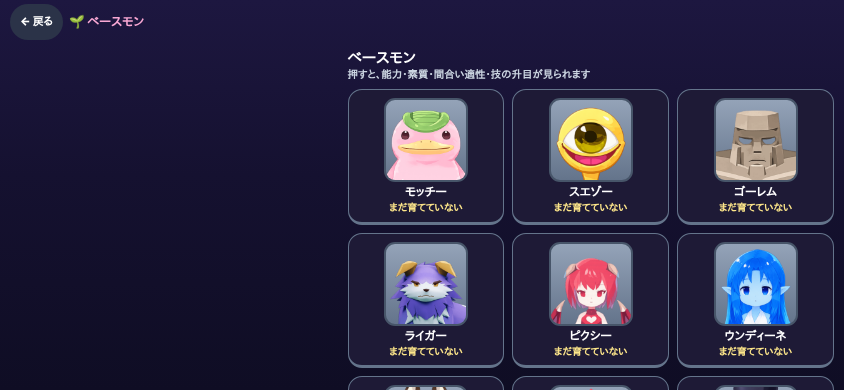 ← 戻る
🌱 ベースモン
ベースモン
押すと、能力・素質・間合い適性・技の升目が見られます
モッチー
まだ育てていない
スエゾー
まだ育てていない
ゴーレム
まだ育てていない
ライガー
まだ育てていない
ピクシー
まだ育てていない
ウンディーネ
まだ育てていない